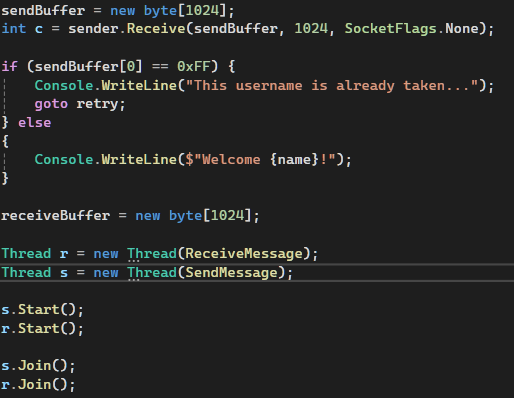 sendBuffer = new byte[1024];
int c = sender.Receive(sendBuffer, 1024, SocketFlags.None);
if (sendBuffer[0] == 0xFF) {
Console.WriteLine("This username is already taken...");
goto retry;
} else
{
Console.WriteLine($"Welcome {name}!");
}
receiveBuffer = new byte[1024];
Thread r = new Thread(ReceiveMessage);
Thread s = new Thread(SendMessage);
s.Start();
r.Start();
s.Join();
r.Join();